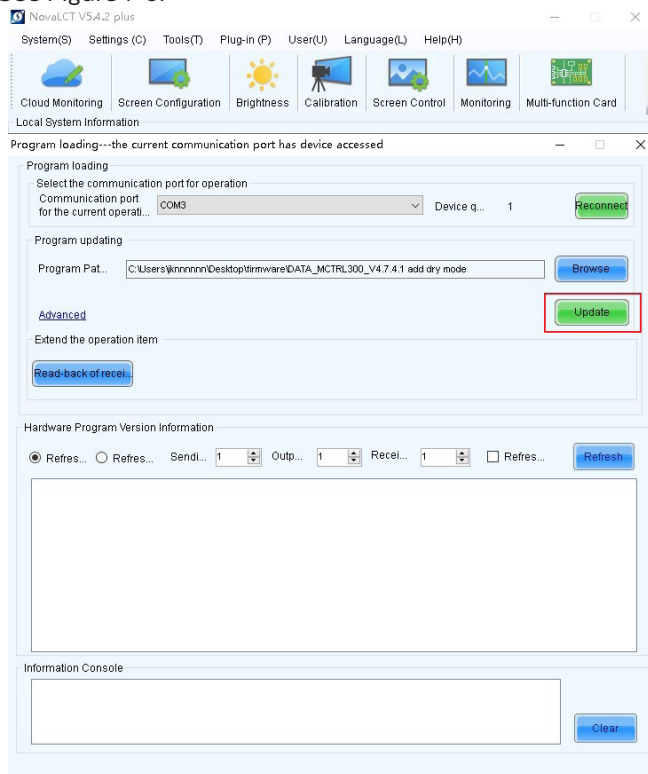 NovaLCT V5.4.2 plus
System(S) Settings (C) Tools(T) Plug-in (P) User(U) Language(L) Help(H)
Cloud Monitoring Screen Configuration Brightness Calibration Screen Control Monitoring Multi-function Card
Local System Information
Program loading---the current communication port has device accessed
Program loading
Select the communication port for operation
Communication port
for the current operati...
COM3
Device q... 1
Reconnect
Program updating
Program Pat... C:\Users\jknnnnnn\Desktop\firmware\DATA_MCTRL300_V4.7.4.1 add dry mode
Browse
Advanced
Update
Extend the operation item
Read-back of recei...
Hardware Program Version Information
Refres... Refres... Sendi... 1 Outp... 1 Recei... 1 Refres... Refresh
Information Console
Clear